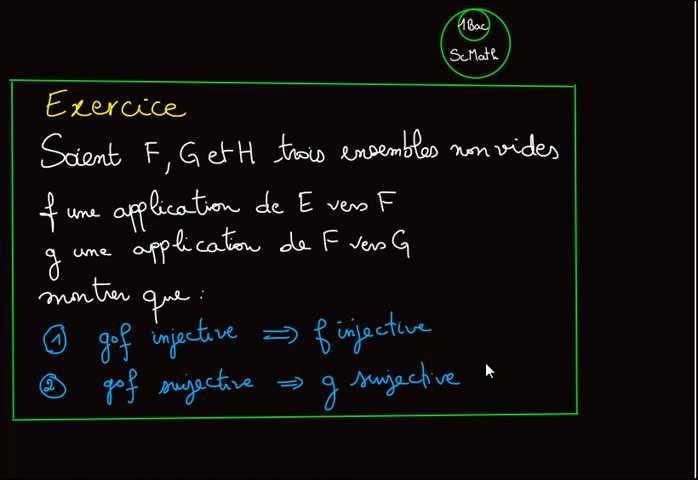 1Bac
ScMath
Exercice
Soient F, G et H trois ensembles non vides
f une application de E vers F
g une application de F vers G
montrer que :
① gof injective ⟹ f injective
② gof surjective ⟹ g surjective